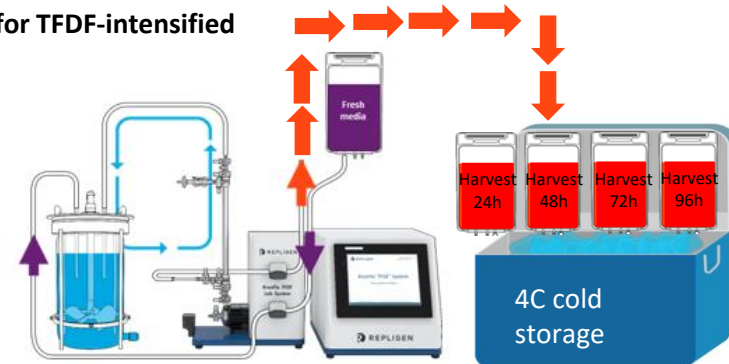 for TFDF-intensified
Fresh
media
Harvest
24h
Harvest
48h
Harvest
72h
Harvest
96h
REPLIGEN
REPLIGEN
4C cold
storage